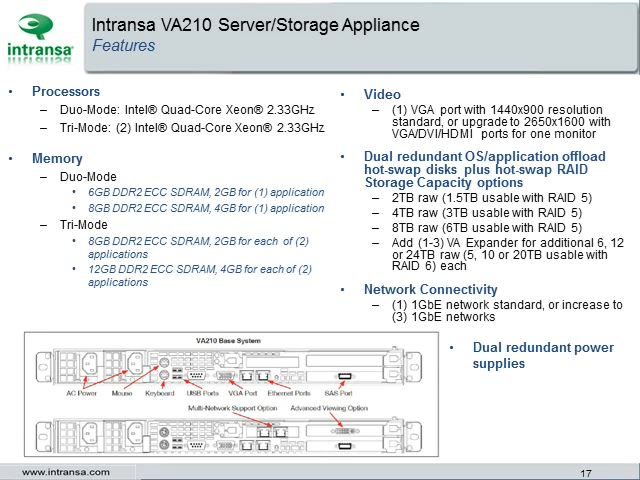 intransa
Intransa VA210 Server/Storage Appliance
Features
• Processors
– Duo-Mode: Intel® Quad-Core Xeon® 2.33GHz
– Tri-Mode: (2) Intel® Quad-Core Xeon® 2.33GHz
• Memory
– Duo-Mode
• 6GB DDR2 ECC SDRAM, 2GB for (1) application
• 8GB DDR2 ECC SDRAM, 4GB for (1) application
– Tri-Mode
• 8GB DDR2 ECC SDRAM, 2GB for each of (2)
applications
• 12GB DDR2 ECC SDRAM, 4GB for each of (2)
applications
• Video
– (1) VGA port with 1440x900 resolution
standard, or upgrade to 2650x1600 with
VGA/DVI/HDMI ports for one monitor
• Dual redundant OS/application offload
hot-swap disks plus hot-swap RAID
Storage Capacity options
– 2TB raw (1.5TB usable with RAID 5)
– 4TB raw (3TB usable with RAID 5)
– 8TB raw (6TB usable with RAID 5)
– Add (1-3) VA Expander for additional 6, 12
or 24TB raw (5, 10 or 20TB usable with
RAID 6) each
• Network Connectivity
– (1) 1GbE network standard, or increase to
(3) 1GbE networks
• Dual redundant power
supplies
VA210 Base System
AC Power Mouse Keyboard USB Ports VGA Port Ethernet Ports SAS Port
Multi-Network Support Option Advanced Viewing Option
www.intransa.com
17